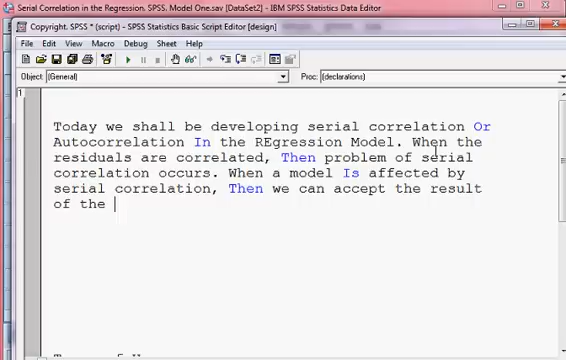 Serial Correlation in the Regression. SPSS. Model One.sav [DataSet2] - IBM SPSS Statistics Data Editor
Copyright. SPSS * (script) - SPSS Statistics Basic Script Editor [design]
File Edit View Macro Debug Sheet Help
Object: (General) Proc: (declarations)
1
Today we shall be developing serial correlation Or
Autocorrelation In the REgression Model. When the
residuals are correlated, Then problem of serial
correlation occurs. When a model Is affected by
serial correlation, Then we can accept the result
of the